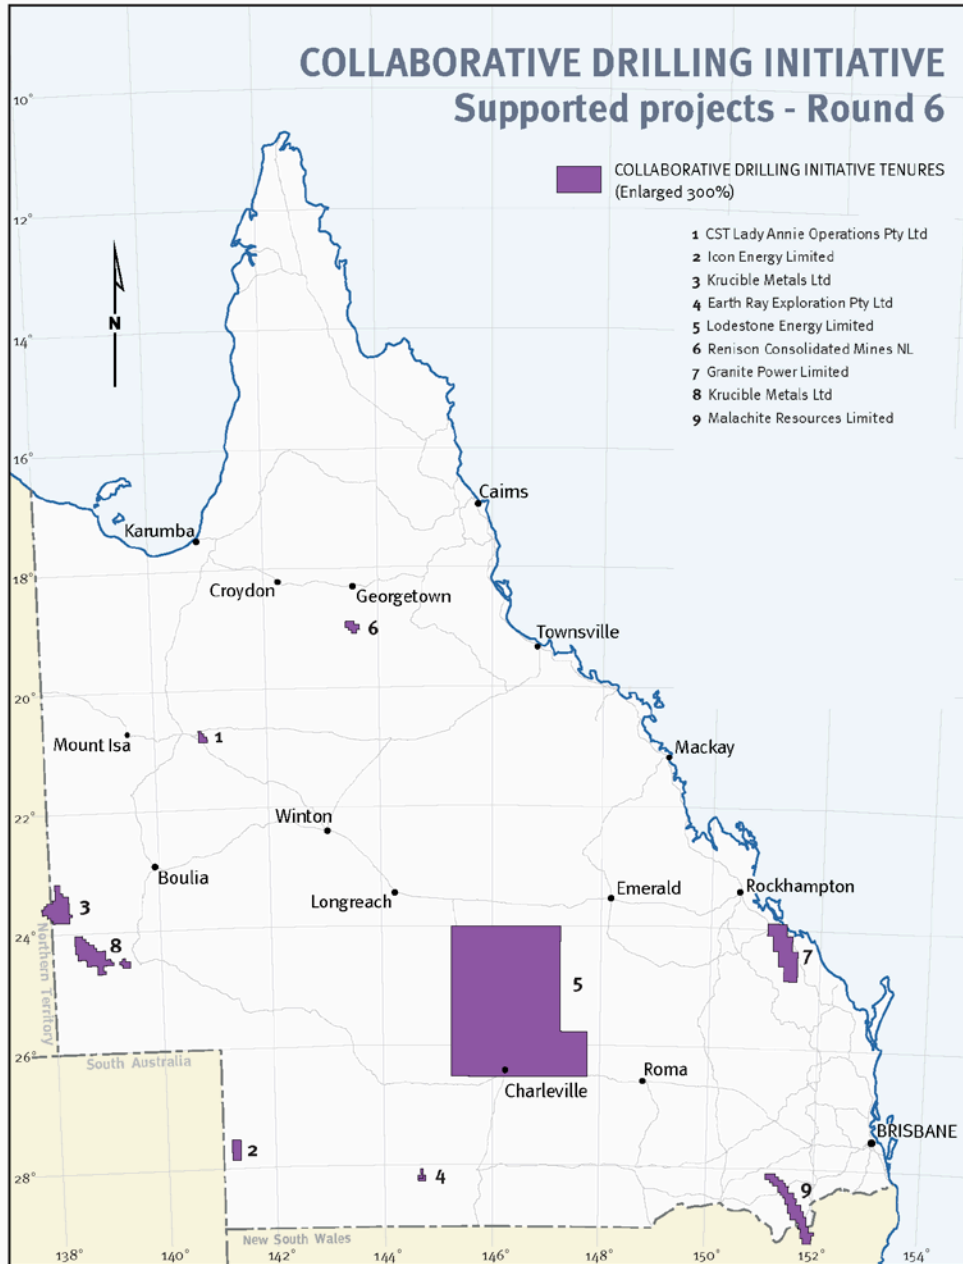 COLLABORATIVE DRILLING INITIATIVE
Supported projects - Round 6
COLLABORATIVE DRILLING INITIATIVE TENURES
(Enlarged 300%)
1 CST Lady Annie Operations Pty Ltd
2 Icon Energy Limited
3 Krucible Metals Ltd
4 Earth Ray Exploration Pty Ltd
5 Lodestone Energy Limited
6 Renison Consolidated Mines NL
7 Granite Power Limited
8 Krucible Metals Ltd
9 Malachite Resources Limited
10°
12°
N
14°
16°
Cairns
Karumba
18°
Croydon
Georgetown
6
Townsville
20°
Mount Isa
1
Mackay
22°
Winton
Boulia
Longreach
Emerald
Rockhampton
3
24°
8
5
7
Northern Territory
26°
South Australia
Charleville
Roma
BRISBANE
2
28°
4
9
New South Wales
138°
140°
142°
144°
146°
148°
150°
152°
154°